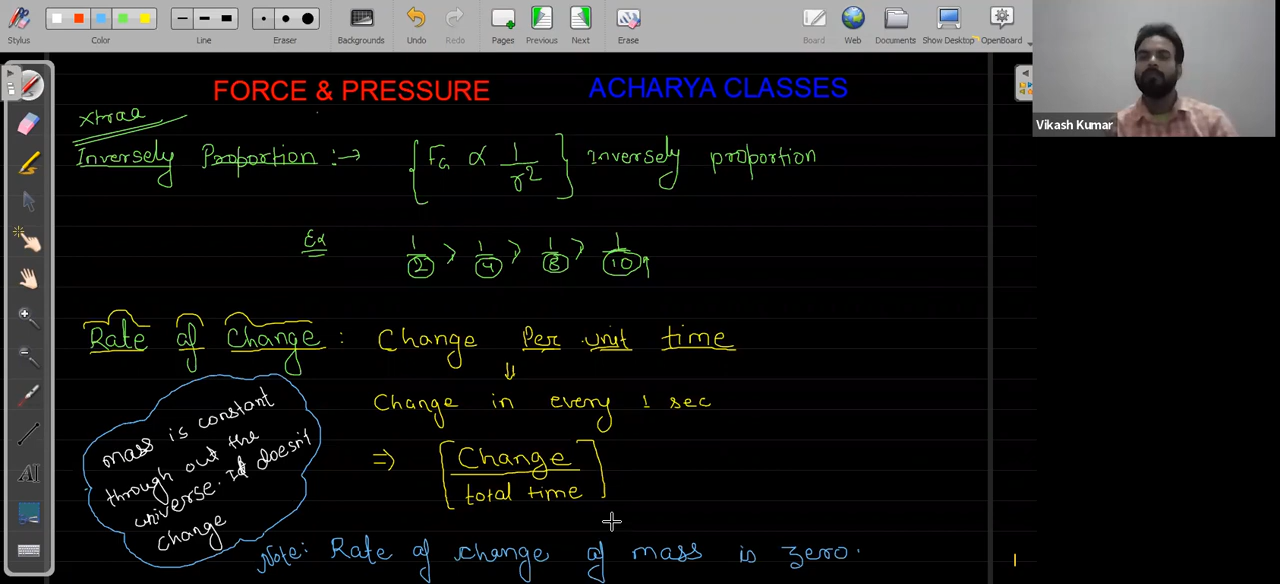 Stylus Color Line Eraser Backgrounds Undo Redo Pages Previous Next Erase Board Web Documents Show Desktop OpenBoard
FORCE & PRESSURE ACHARYA CLASSES
Vikash Kumar
Xtraa
Inversely Proportion :→ { FG ∝ 1/r² } Inversely proportion
Ex 1/2 > 1/4 > 1/8 > 1/10 ↑
Rate of Change : Change Per unit time
⇓
Change in every 1 sec
⇒ [ Change / total time ]
mass is constant
through out the
universe. it doesn't
change
Note: Rate of change of mass is zero.
1